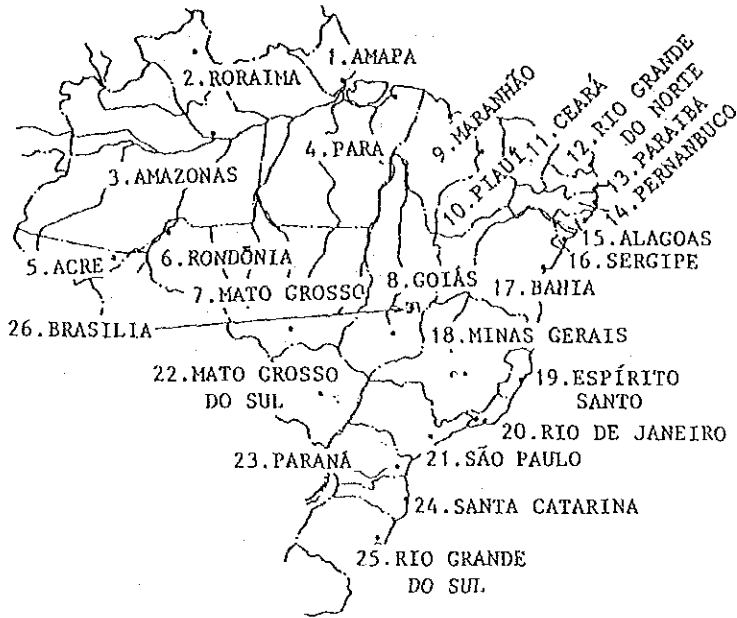 1.AMAPA
2.RORAIMA
3.AMAZONAS
4.PARA
5.ACRE
6.RONDÕNIA
7.MATO GROSSO
8.GOIÁS
9.MARANHÃO
10.PIAUÍ
11.CEARÁ
12.RIO GRANDE
DO NORTE
13.PARAIBA
14.PERNANBUCO
15.ALAGOAS
16.SERGIPE
17.BAHIA
18.MINAS GERAIS
19.ESPÍRITO
SANTO
20.RIO DE JANEIRO
21.SÃO PAULO
22.MATO GROSSO
DO SUL
23.PARANÁ
24.SANTA CATARINA
25.RIO GRANDE
DO SUL
26.BRASILIA